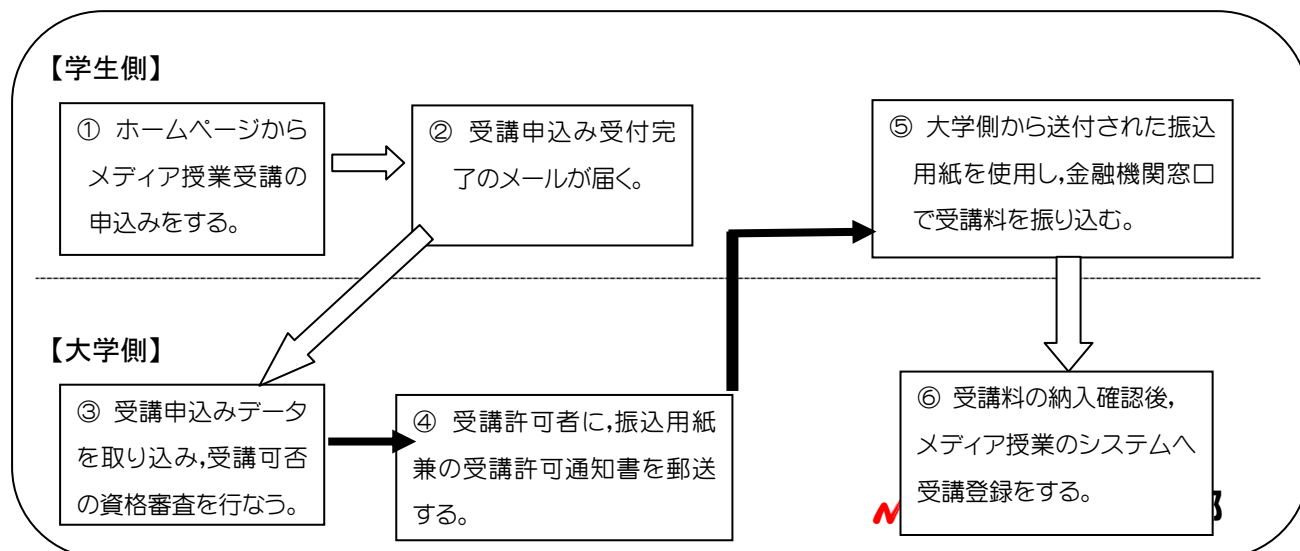 【学生側】
① ホームページから
メディア授業受講の
申込みをする。
② 受講申込み受付完
了のメールが届く。
⑤ 大学側から送付された振込
用紙を使用し,金融機関窓口
で受講料を振り込む。
【大学側】
③ 受講申込みデータ
を取り込み,受講可否
の資格審査を行なう。
④ 受講許可者に,振込用紙
兼の受講許可通知書を郵送
する。
⑥ 受講料の納入確認後,
メディア授業のシステムへ
受講登録をする。